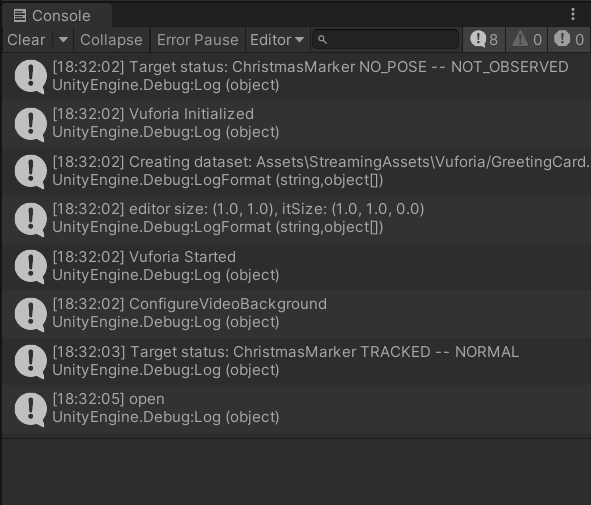 Console
Clear Collapse Error Pause Editor 8 0 0
[18:32:02] Target status: ChristmasMarker NO_POSE -- NOT_OBSERVED
UnityEngine.Debug:Log (object)
[18:32:02] Vuforia Initialized
UnityEngine.Debug:Log (object)
[18:32:02] Creating dataset: Assets\StreamingAssets\Vuforia/GreetingCard.
UnityEngine.Debug:LogFormat (string,object[])
[18:32:02] editor size: (1.0, 1.0), itSize: (1.0, 1.0, 0.0)
UnityEngine.Debug:LogFormat (string,object[])
[18:32:02] Vuforia Started
UnityEngine.Debug:Log (object)
[18:32:02] ConfigureVideoBackground
UnityEngine.Debug:Log (object)
[18:32:03] Target status: ChristmasMarker TRACKED -- NORMAL
UnityEngine.Debug:Log (object)
[18:32:05] open
UnityEngine.Debug:Log (object)